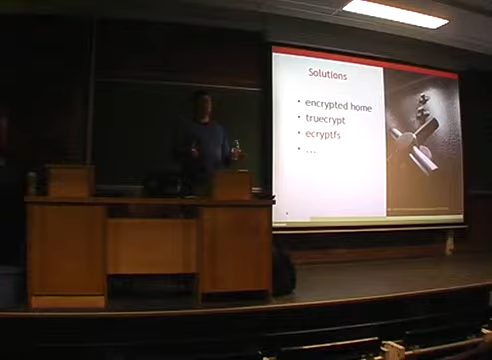 Solutions
• encrypted home
• truecrypt
• ecryptfs
• ...